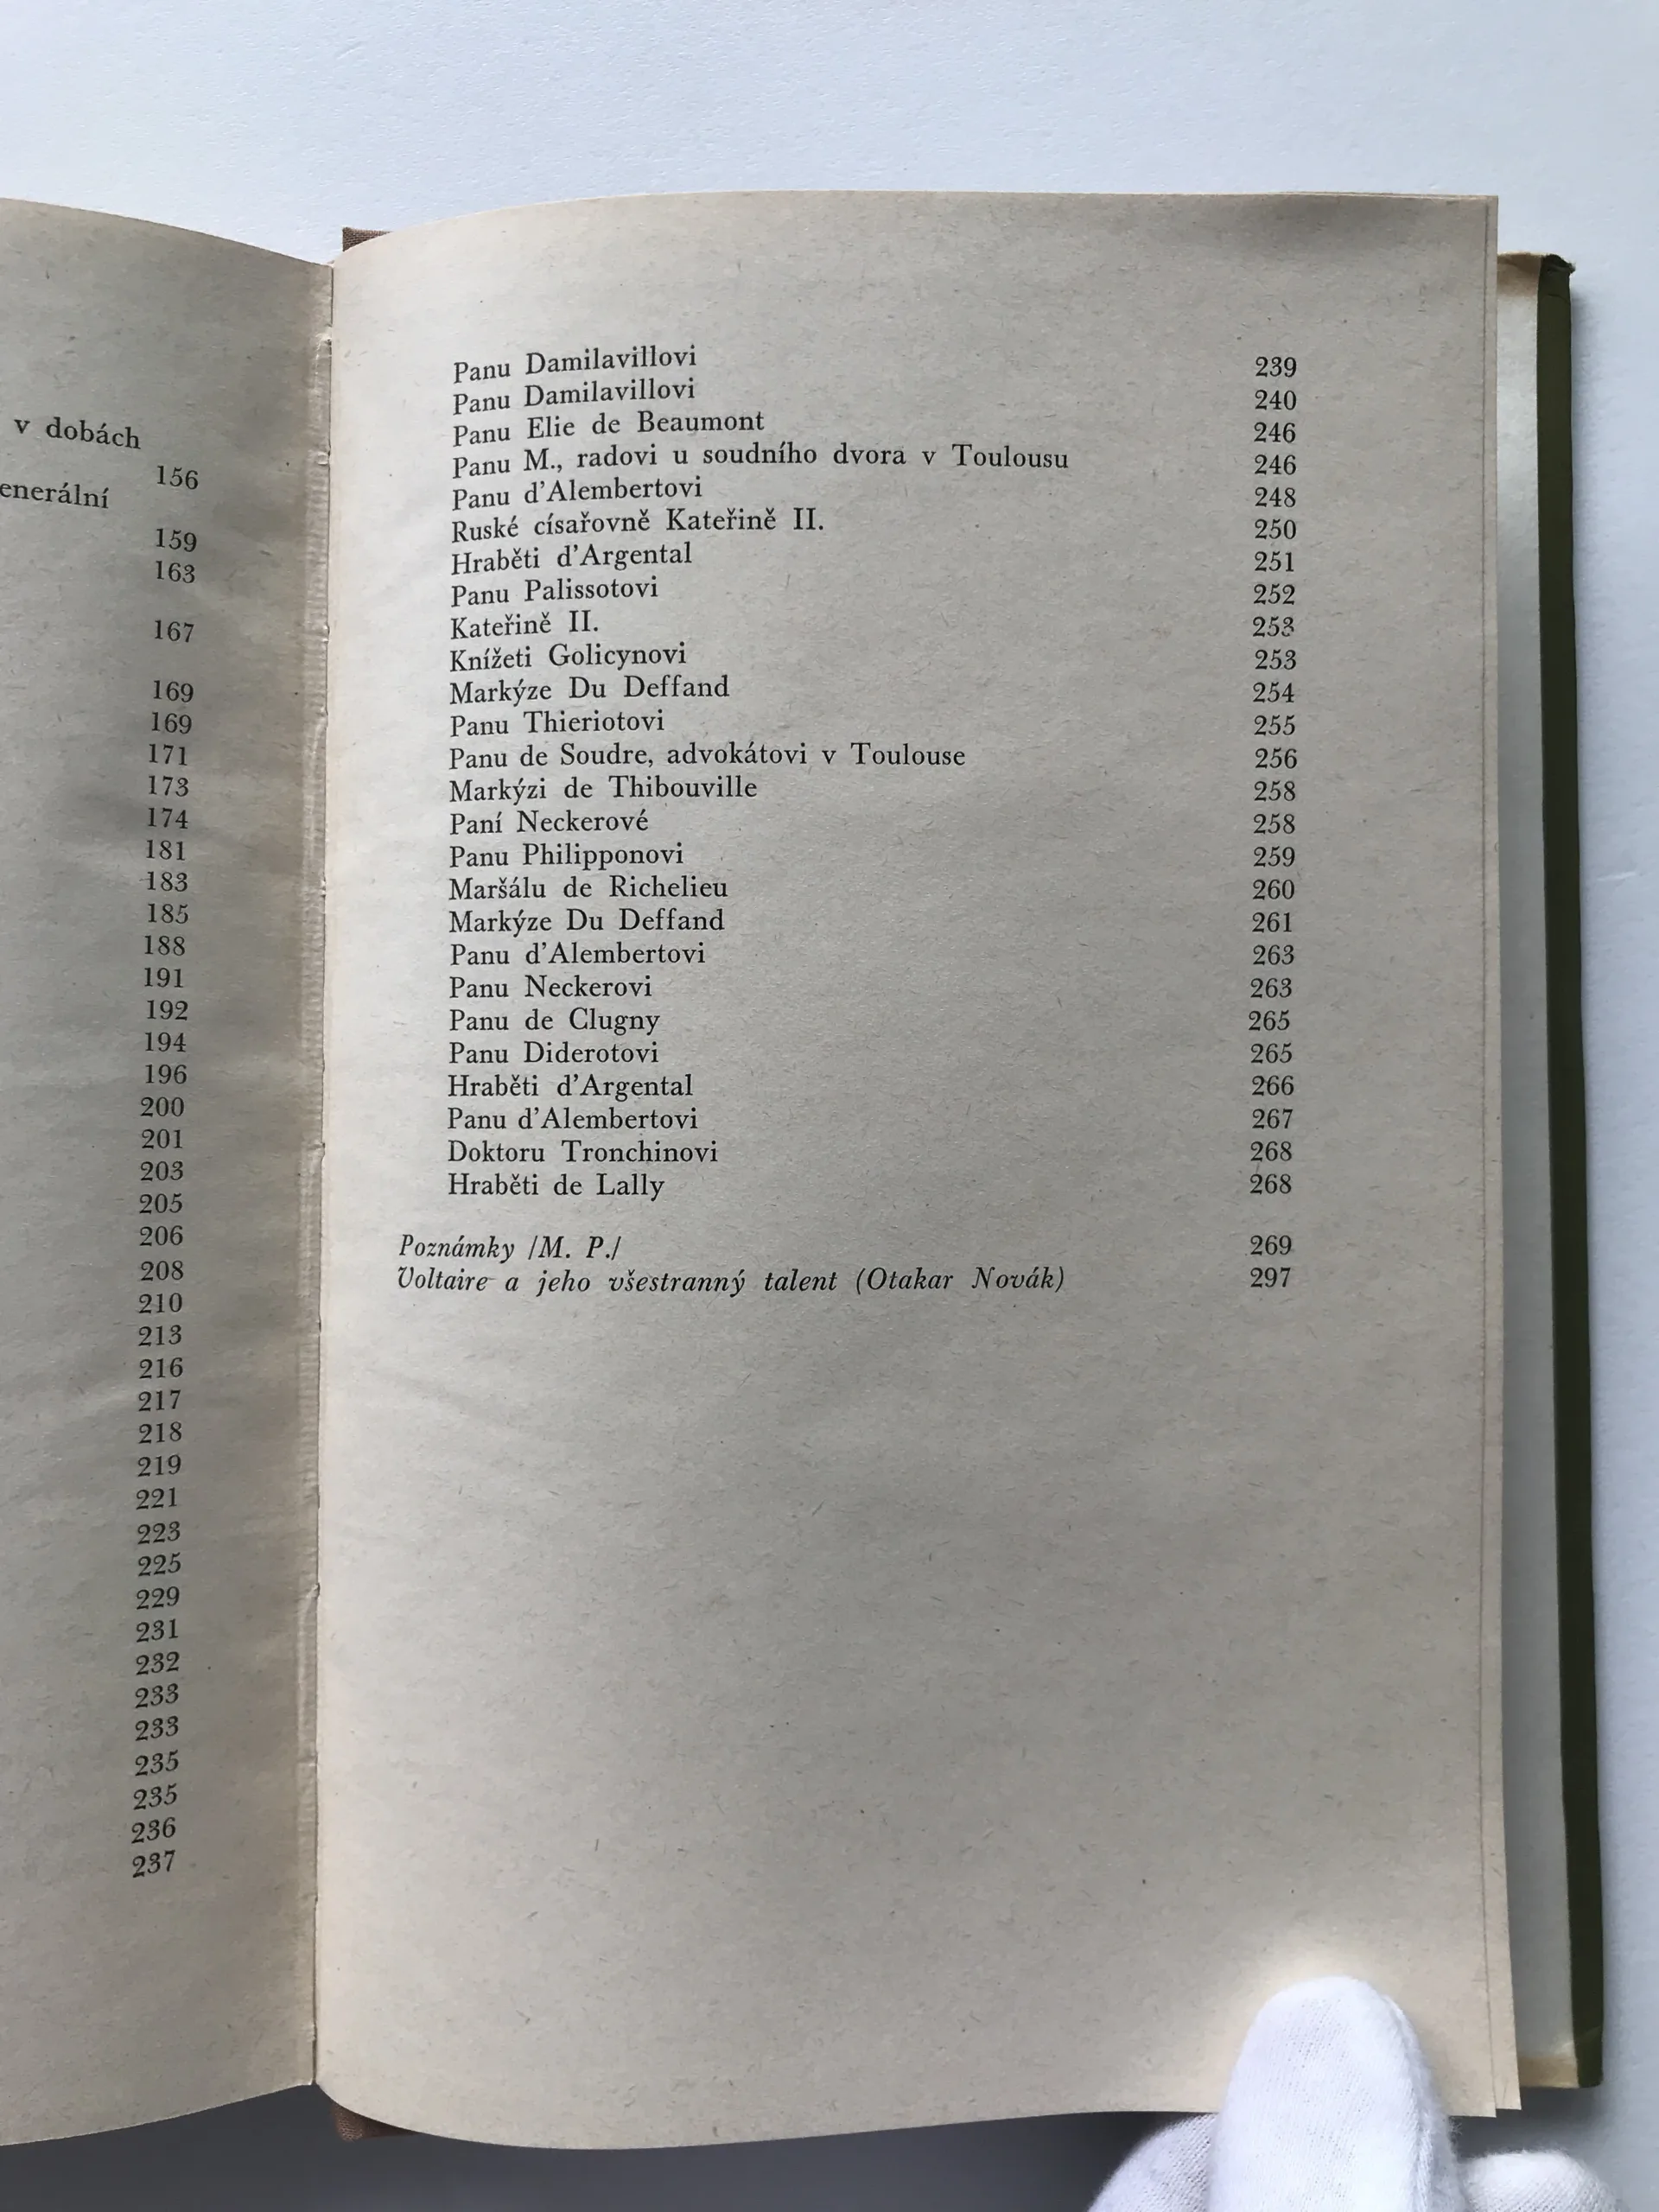 v dobách
156
enerální
159
163
167
169
169
171
173
174
181
183
185
188
191
192
194
196
200
201
203
205
206
208
210
213
216
217
218
219
221
223
225
229
231
232
233
233
235
235
236
237
Panu Damilavillovi 239
Panu Damilavillovi 240
Panu Elie de Beaumont 246
Panu M., radovi u soudního dvora v Toulousu 246
Panu d'Alembertovi 248
Ruské císařovně Kateřině II. 250
Hraběti d'Argental 251
Panu Palissotovi 252
Kateřině II. 253
Knížeti Golicynovi 253
Markýze Du Deffand 254
Panu Thieriotovi 255
Panu de Soudre, advokátovi v Toulouse 256
Markýzi de Thibouville 258
Paní Neckerové 258
Panu Philipponovi 259
Maršálu de Richelieu 260
Markýze Du Deffand 261
Panu d'Alembertovi 263
Panu Neckerovi 263
Panu de Clugny 265
Panu Diderotovi 265
Hraběti d'Argental 266
Panu d'Alembertovi 267
Doktoru Tronchinovi 268
Hraběti de Lally 268
Poznámky /M. P./ 269
Voltaire a jeho všestranný talent (Otakar Novák) 297